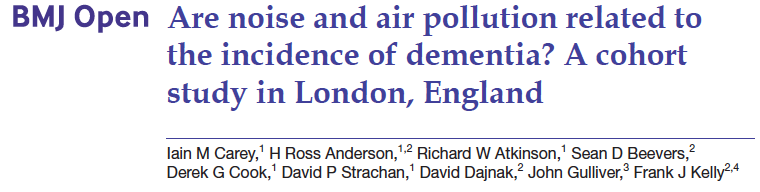 BMJ Open Are noise and air pollution related to
the incidence of dementia? A cohort
study in London, England
Iain M Carey,1 H Ross Anderson,1,2 Richard W Atkinson,1 Sean D Beevers,2
Derek G Cook,1 David P Strachan,1 David Dajnak,2 John Gulliver,3 Frank J Kelly2,4